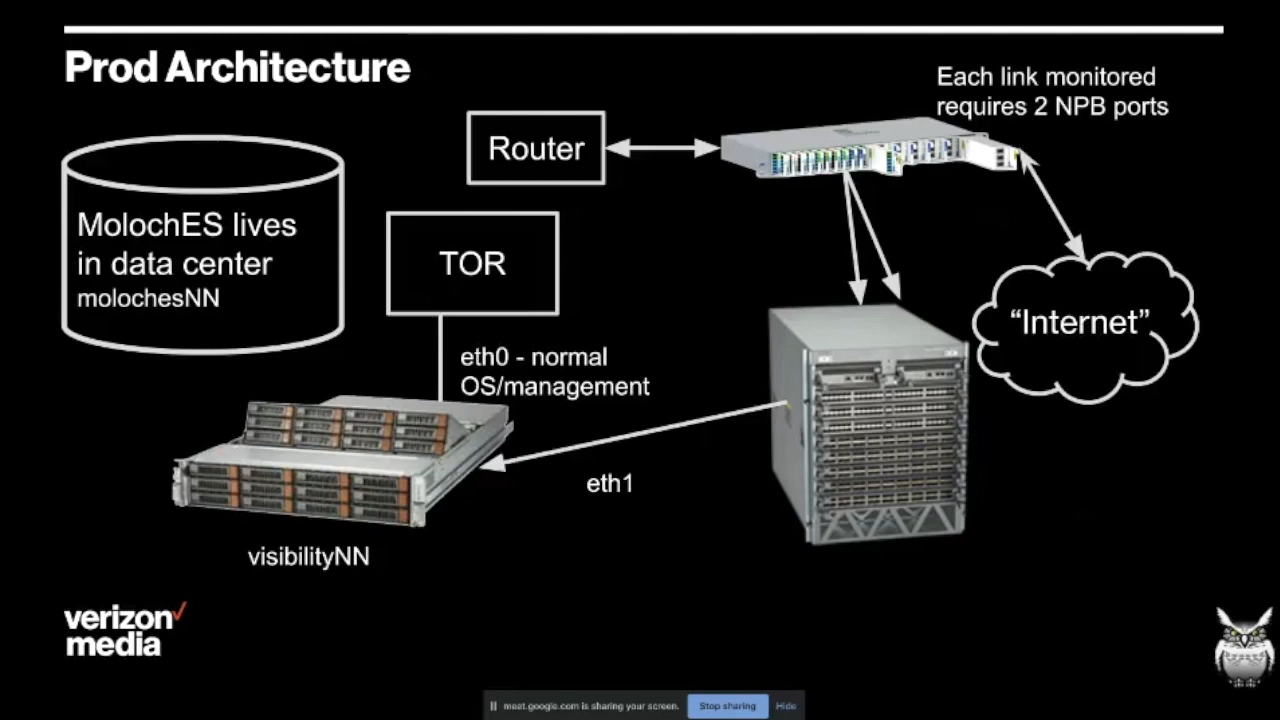 Prod Architecture
Each link monitored
requires 2 NPB ports
Router
MolochES lives
in data center
molochesNN
TOR
"Internet"
eth0 - normal
OS/management
eth1
visibilityNN
verizon✓
media
meet.google.com is sharing your screen.
Stop sharing
Hide